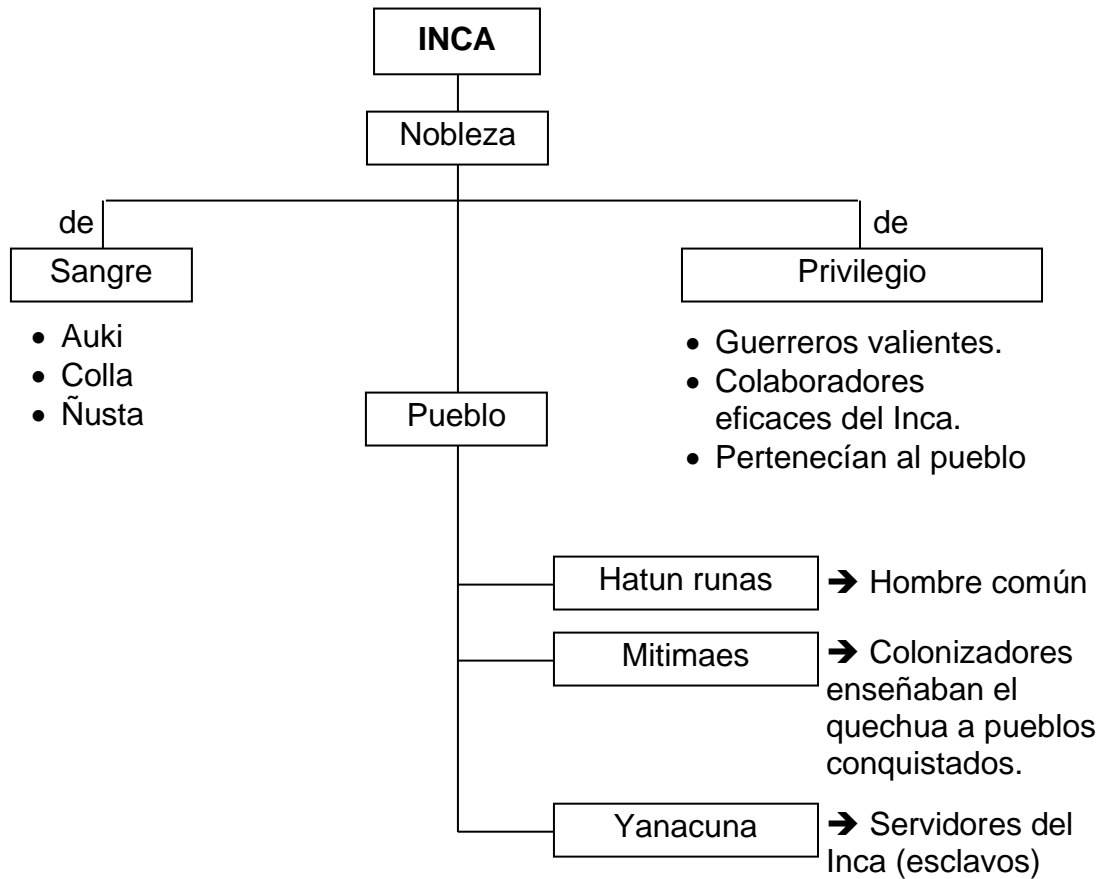 INCA
Nobleza
de
Sangre
• Auki
• Colla
• Ñusta
de
Privilegio
• Guerreros valientes.
• Colaboradores
eficaces del Inca.
• Pertenecían al pueblo
Pueblo
Hatun runas
➔ Hombre común
Mitimaes
➔ Colonizadores
enseñaban el
quechua a pueblos
conquistados.
Yanacuna
➔ Servidores del
Inca (esclavos)